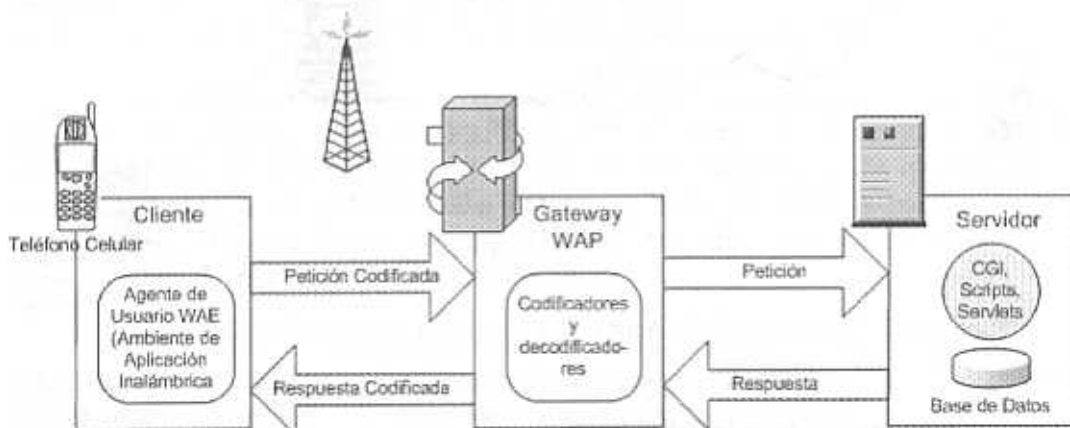 Teléfono Celular
Cliente
Agente de
Usuario WAE
(Ambiente de
Aplicación
Inalámbrica
Petición Codificada
Respuesta Codificada
Gateway
WAP
Codificadores
y
decodificado-
res
Petición
Respuesta
Servidor
CGI,
Scripts,
Servlets
Base de Datos